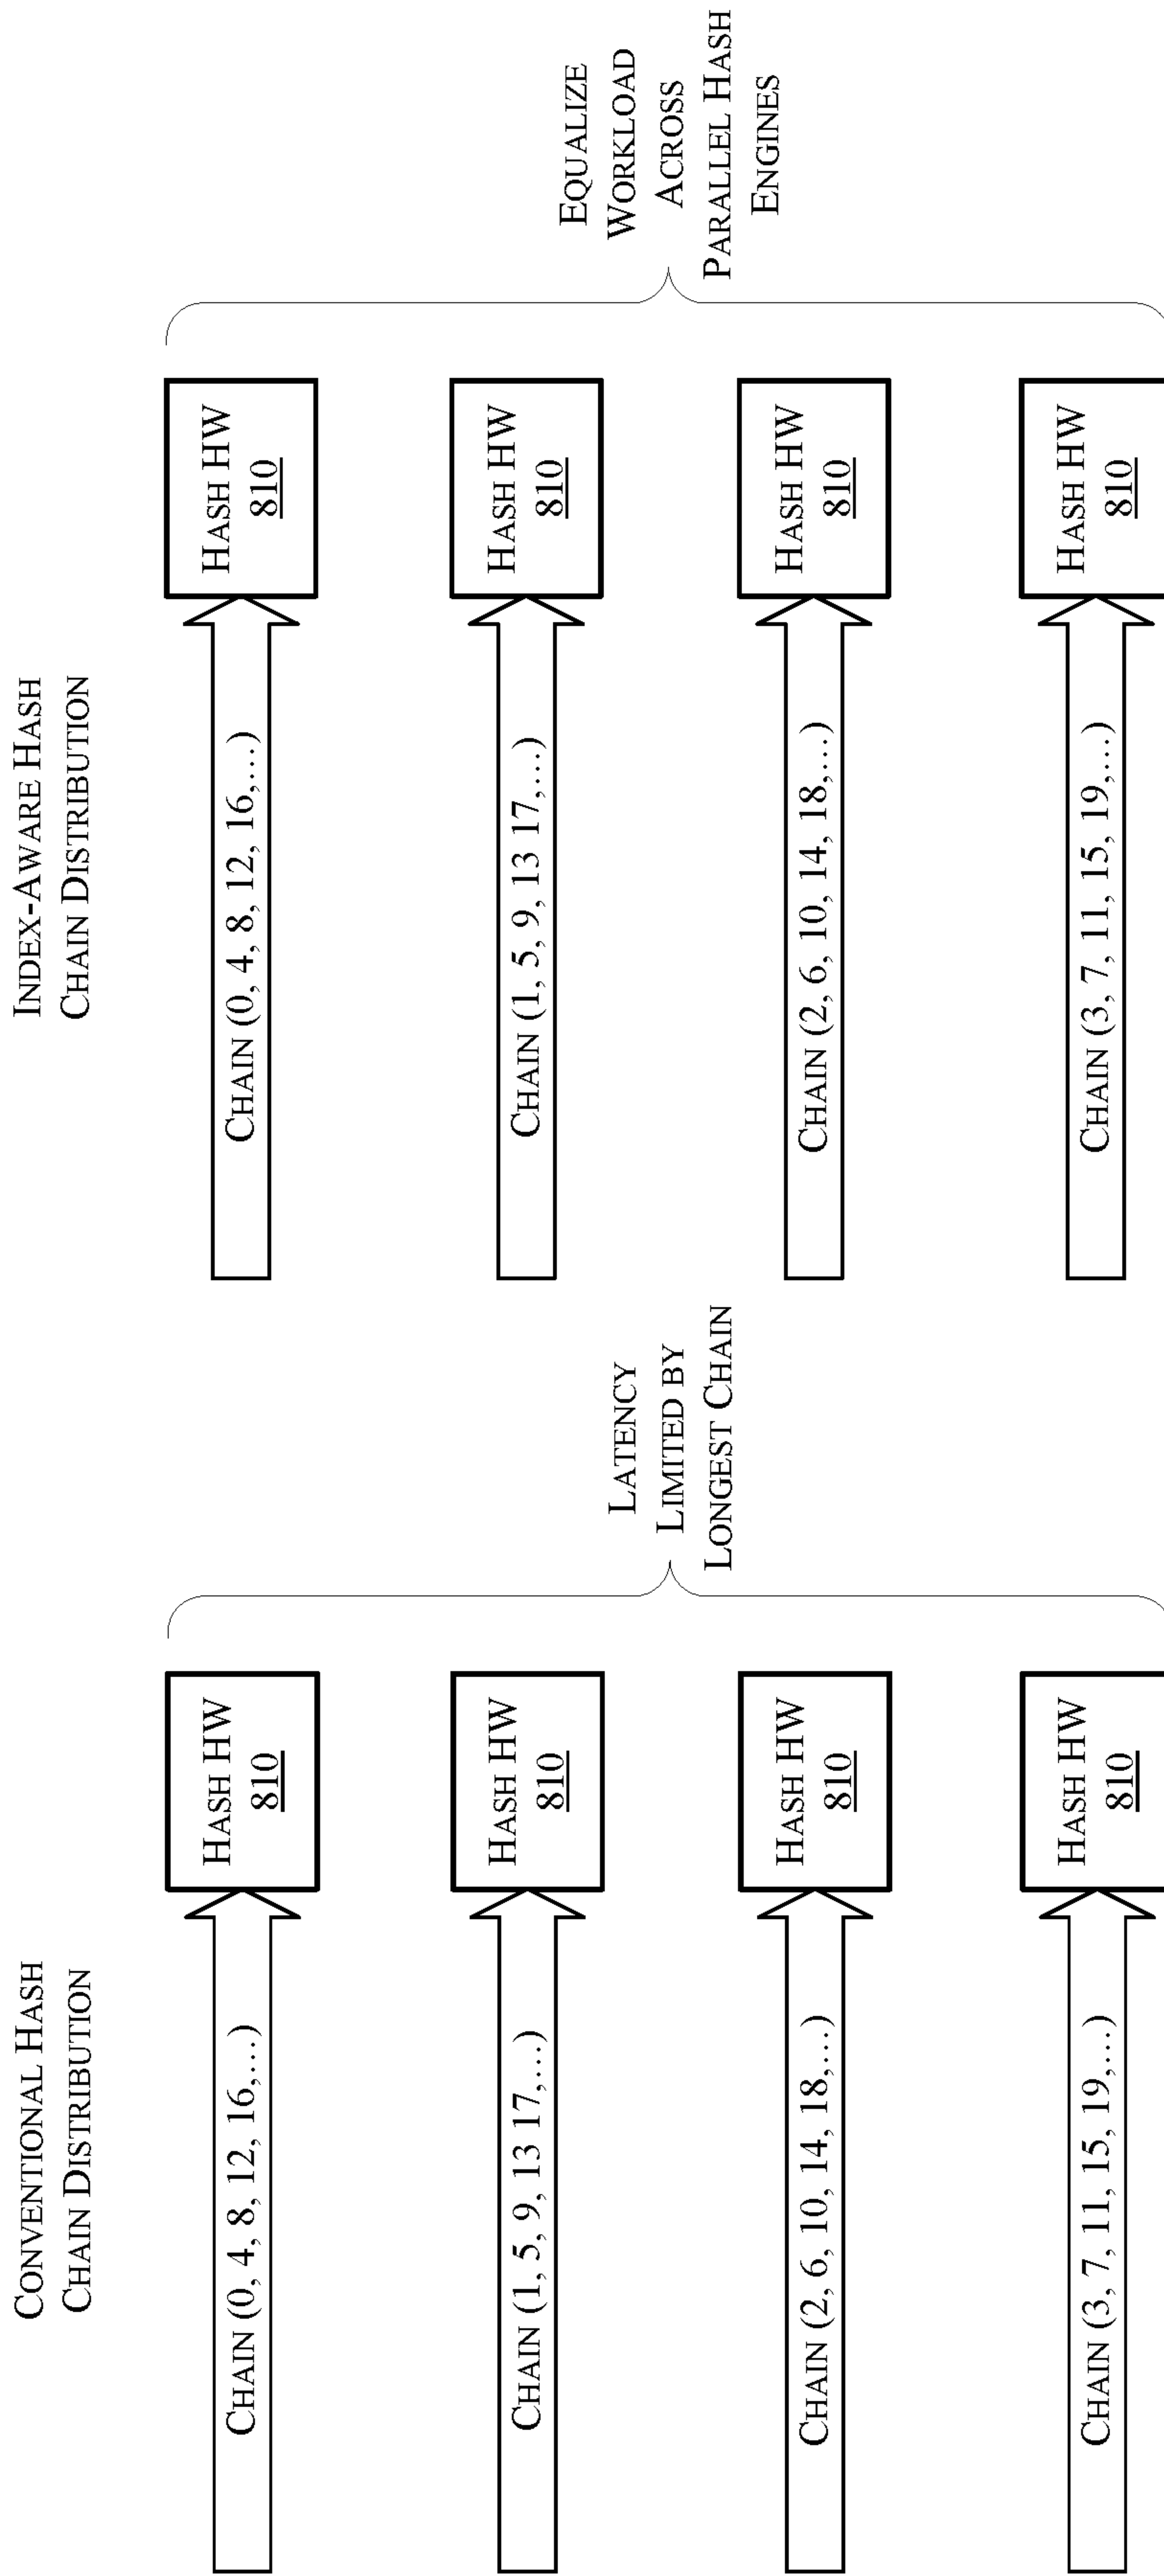 CONVENTIONAL HASH
CHAIN DISTRIBUTION
CHAIN (0, 4, 8, 12, 16,...)
HASH HW
810
CHAIN (1, 5, 9, 13 17,...)
HASH HW
810
CHAIN (2, 6, 10, 14, 18,...)
HASH HW
810
CHAIN (3, 7, 11, 15, 19,...)
HASH HW
810
LATENCY
LIMITED BY
LONGEST CHAIN
INDEX-AWARE HASH
CHAIN DISTRIBUTION
CHAIN (0, 4, 8, 12, 16,...)
HASH HW
810
CHAIN (1, 5, 9, 13 17,...)
HASH HW
810
CHAIN (2, 6, 10, 14, 18,...)
HASH HW
810
CHAIN (3, 7, 11, 15, 19,...)
HASH HW
810
EQUALIZE
WORKLOAD
ACROSS
PARALLEL HASH
ENGINES